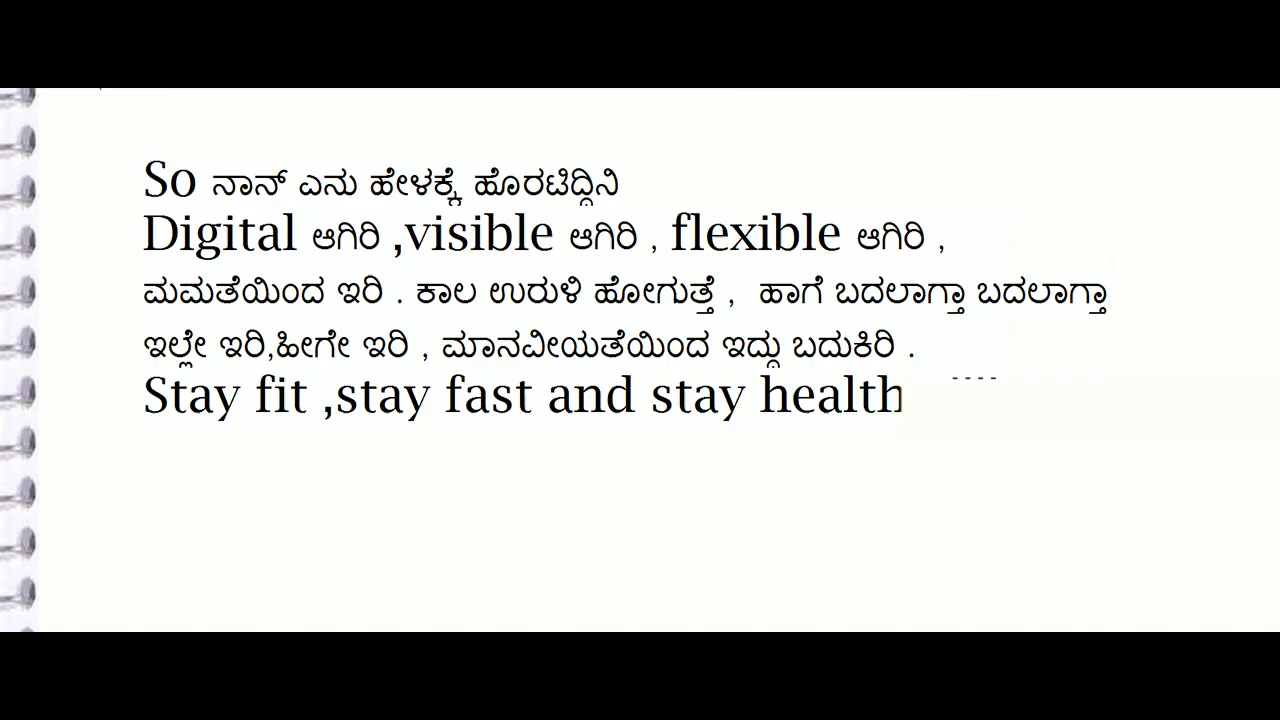 So ನಾನ್ ಎನು ಹೇಳಕ್ಕೆ ಹೊರಟಿದ್ದಿನಿ
Digital ಆಗಿರಿ ,visible ಆಗಿರಿ , flexible ಆಗಿರಿ ,
ಮಮತೆಯಿಂದ ಇರಿ . ಕಾಲ ಉರುಳಿ ಹೋಗುತ್ತೆ , ಹಾಗೆ ಬದಲಾಗ್ತಾ ಬದಲಾಗ್ತಾ
ಇಲ್ಲೇ ಇರಿ,ಹೀಗೇ ಇರಿ , ಮಾನವೀಯತೆಯಿಂದ ಇದ್ದು ಬದುಕಿರಿ .
Stay fit ,stay fast and stay health